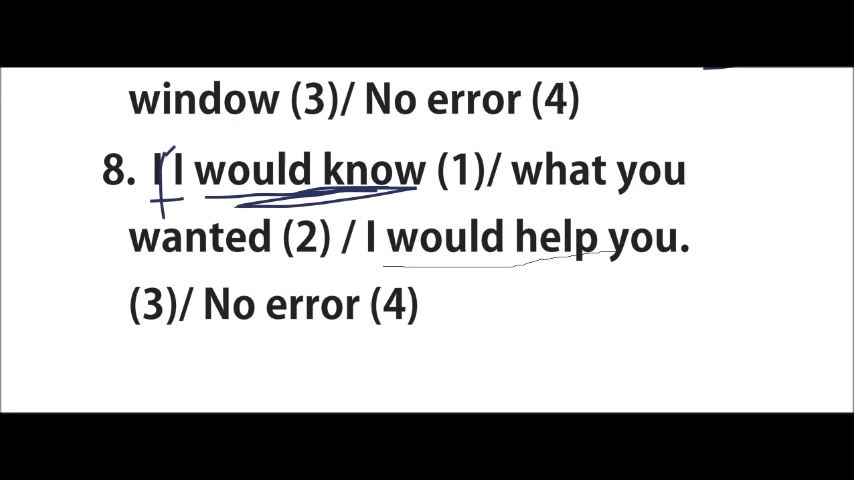 window (3)/ No error (4)
8. If I would know (1)/ what you
wanted (2) / I would help you.
(3)/ No error (4)